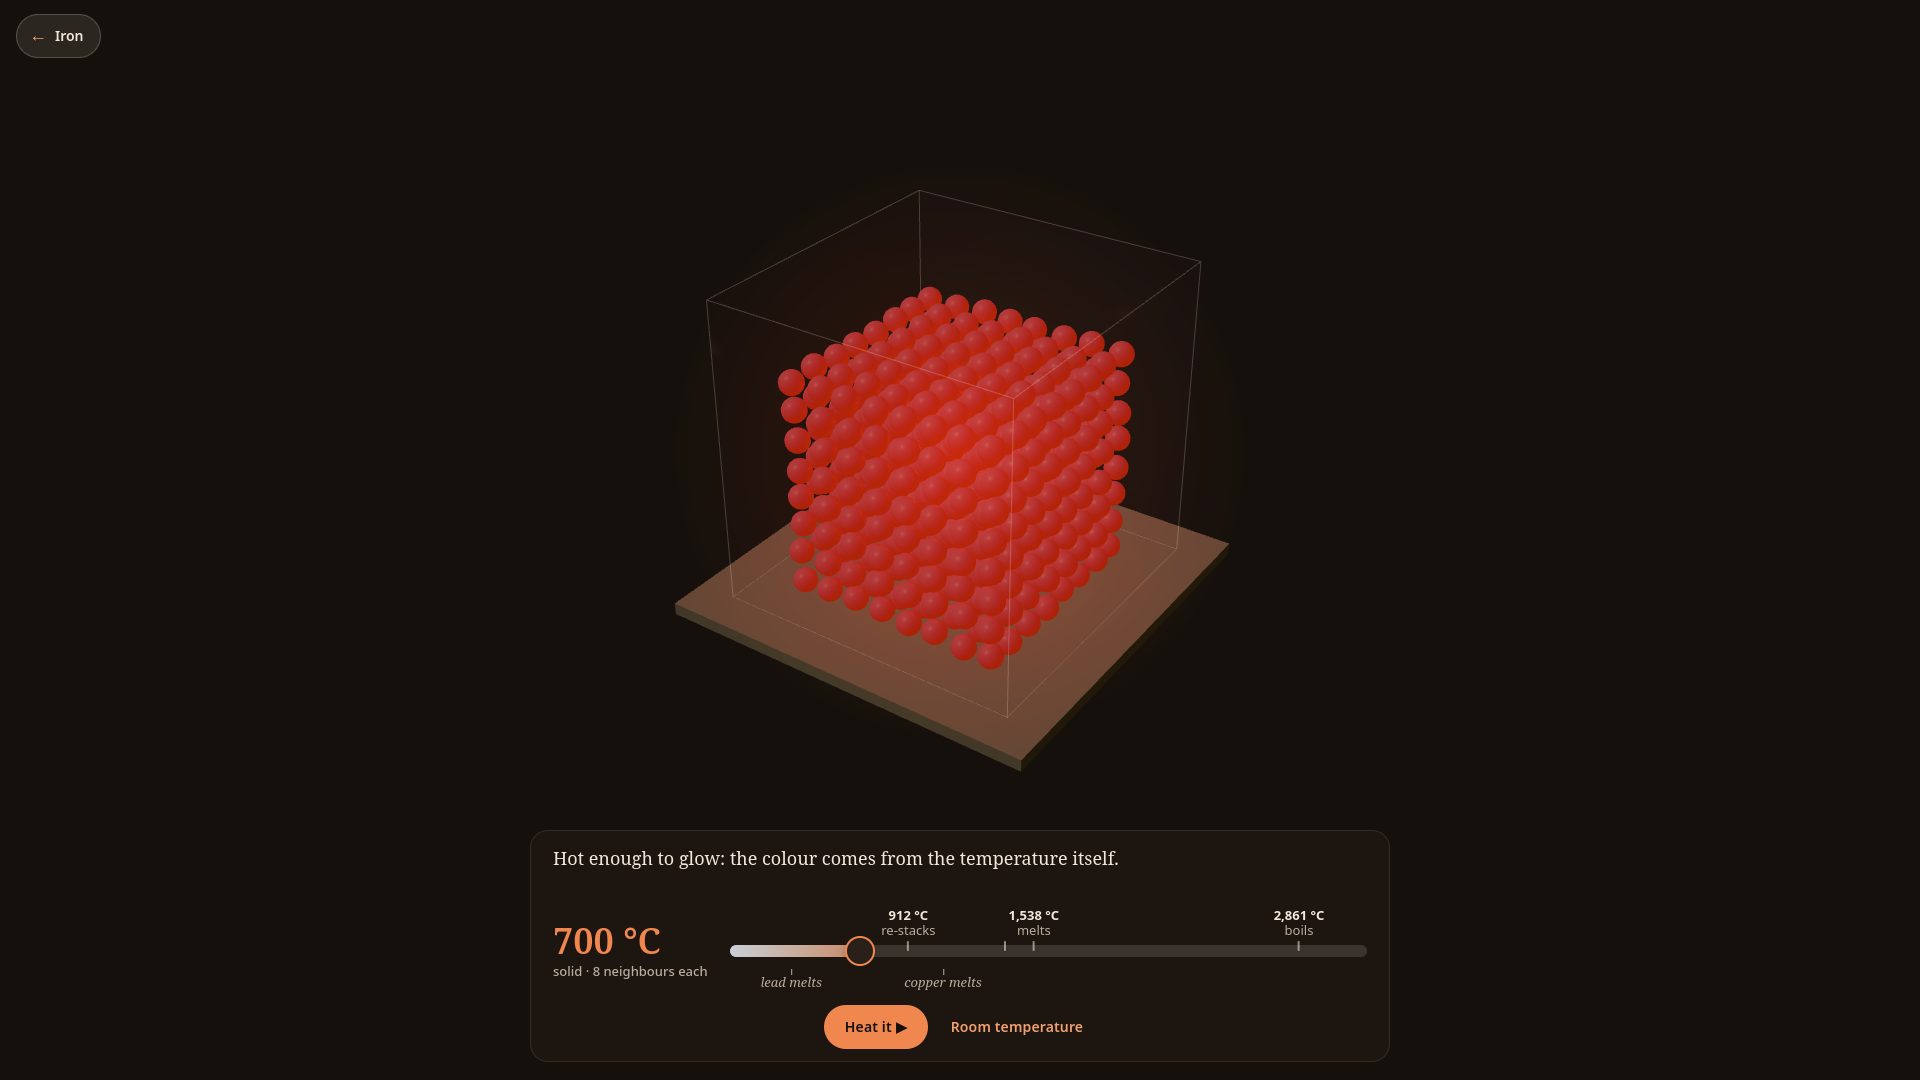 ← Iron
Hot enough to glow: the colour comes from the temperature itself.
700 °C
solid · 8 neighbours each
912 °C
re-stacks
1,538 °C
melts
2,861 °C
boils
lead melts
copper melts
Heat it ▶
Room temperature